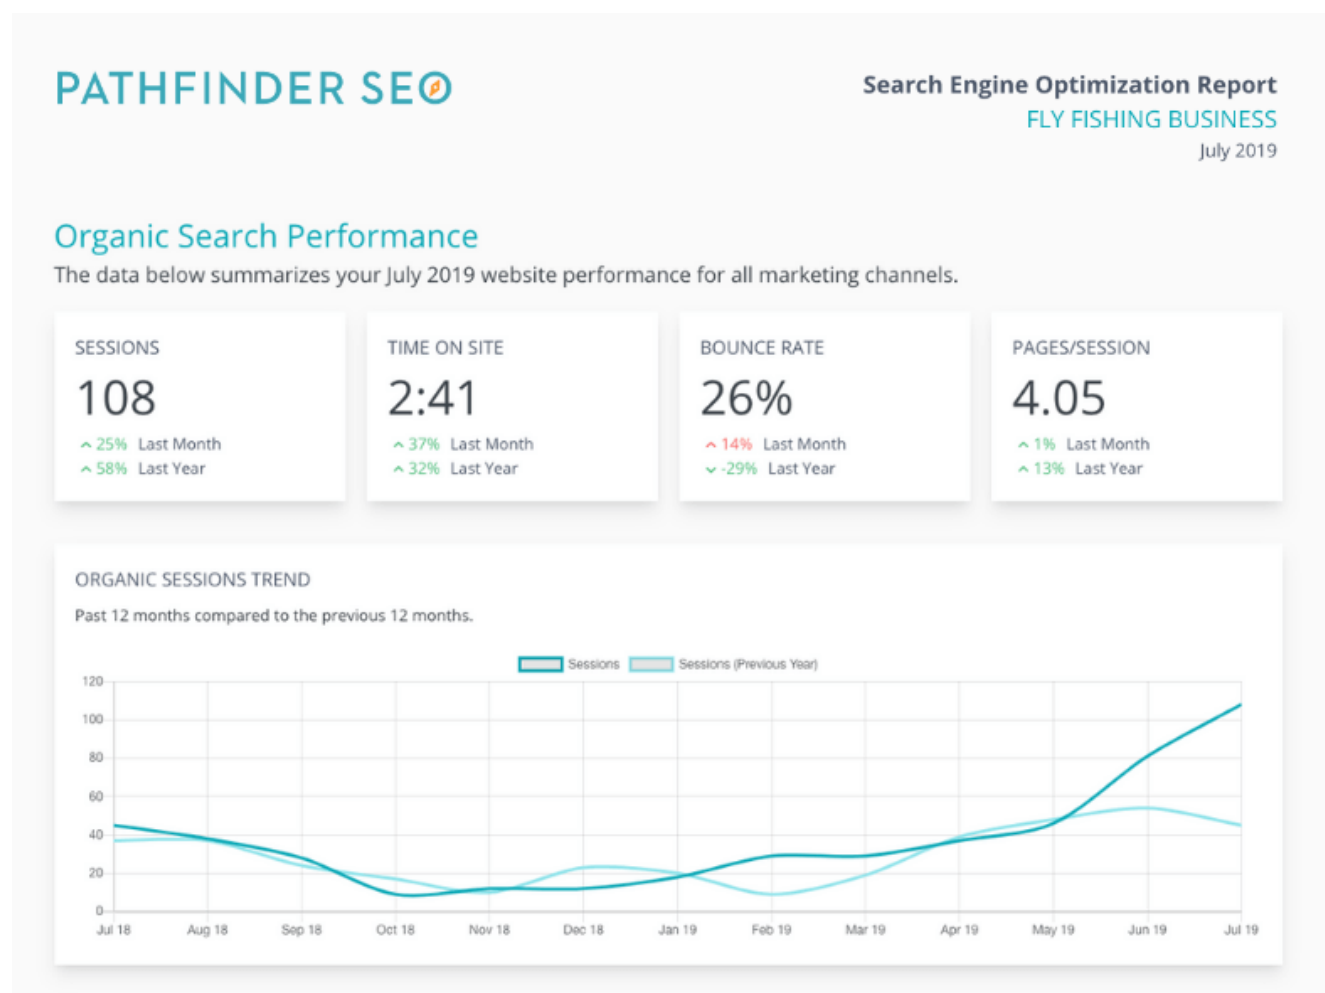 PATHFINDER SEO
Search Engine Optimization Report
FLY FISHING BUSINESS
July 2019
Organic Search Performance
The data below summarizes your July 2019 website performance for all marketing channels.
SESSIONS
108
25% Last Month
58% Last Year
TIME ON SITE
2:41
37% Last Month
32% Last Year
BOUNCE RATE
26%
14% Last Month
-29% Last Year
PAGES/SESSION
4.05
1% Last Month
13% Last Year
ORGANIC SESSIONS TREND
Past 12 months compared to the previous 12 months.
Sessions Sessions (Previous Year)
120
100
80
60
40
20
0
Jul 18 Aug 18 Sep 18 Oct 18 Nov 18 Dec 18 Jan 19 Feb 19 Mar 19 Apr 19 May 19 Jun 19 Jul 19